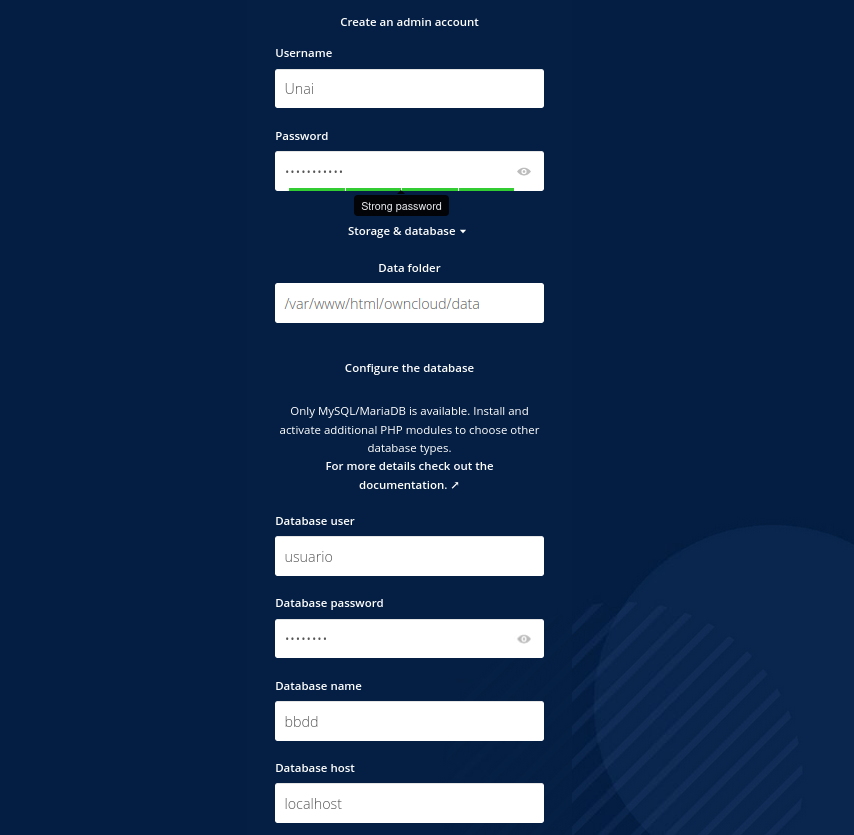 Create an admin account
Username
Unai
Password
•••••••••••
Strong password
Storage & database
Data folder
/var/www/html/owncloud/data
Configure the database
Only MySQL/MariaDB is available. Install and
activate additional PHP modules to choose other
database types.
For more details check out the
documentation. ↗
Database user
usuario
Database password
••••••••
Database name
bbdd
Database host
localhost